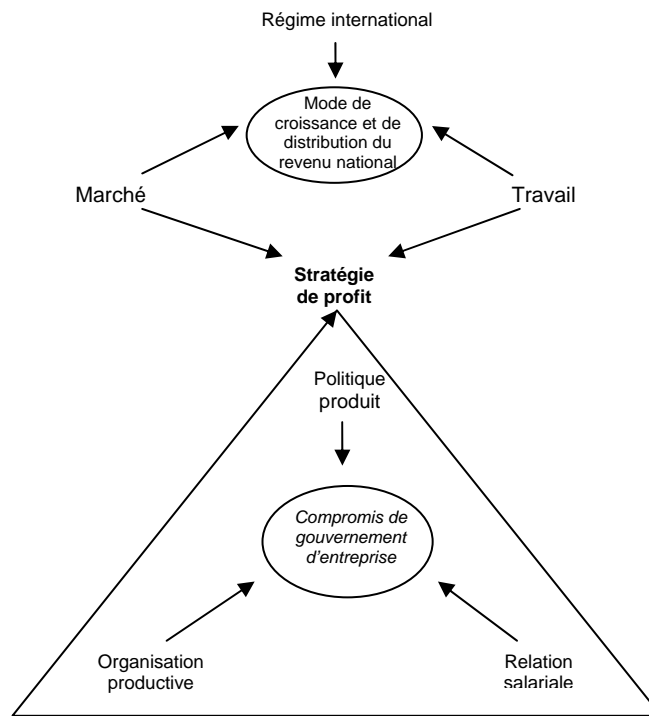 Régime international
Mode de
croissance et de
distribution du
revenu national
Marché
Travail
Stratégie
de profit
Politique
produit
Compromis de
gouvernement
d'entreprise
Organisation
productive
Relation
salariale